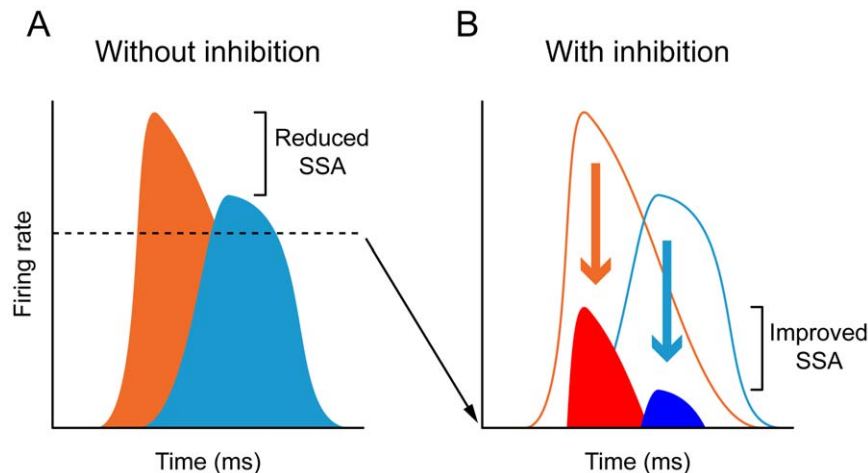 A
Without inhibition
Reduced
SSA
Firing rate
Time (ms)
B
With inhibition
Improved
SSA
Time (ms)